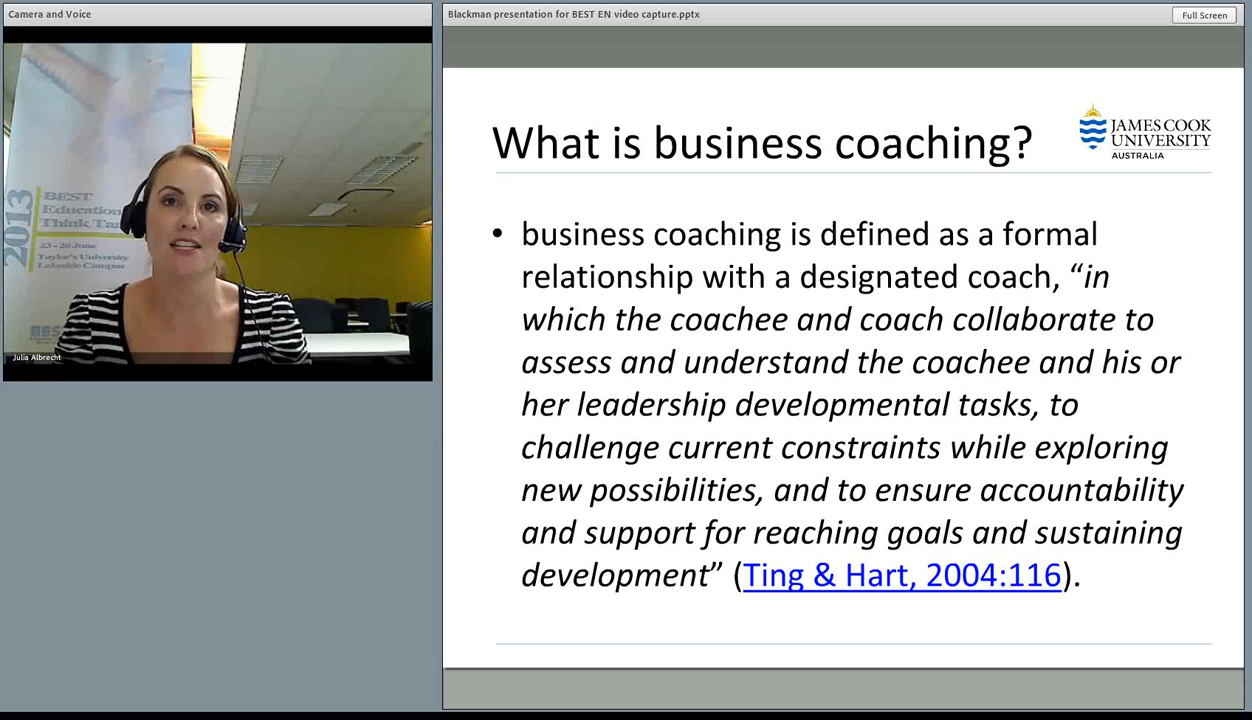 Camera and Voice
2013
BEST
Education
Think Ta
23-26 June
Taylor's University
Lakeside Campus
BEST
Julia Albrecht
Blackman presentation for BEST EN video capture.pptx
Full Screen
What is business coaching?
JAMES COOK
UNIVERSITY
AUSTRALIA
• business coaching is defined as a formal
relationship with a designated coach, “in
which the coachee and coach collaborate to
assess and understand the coachee and his or
her leadership developmental tasks, to
challenge current constraints while exploring
new possibilities, and to ensure accountability
and support for reaching goals and sustaining
development” (Ting & Hart, 2004:116).